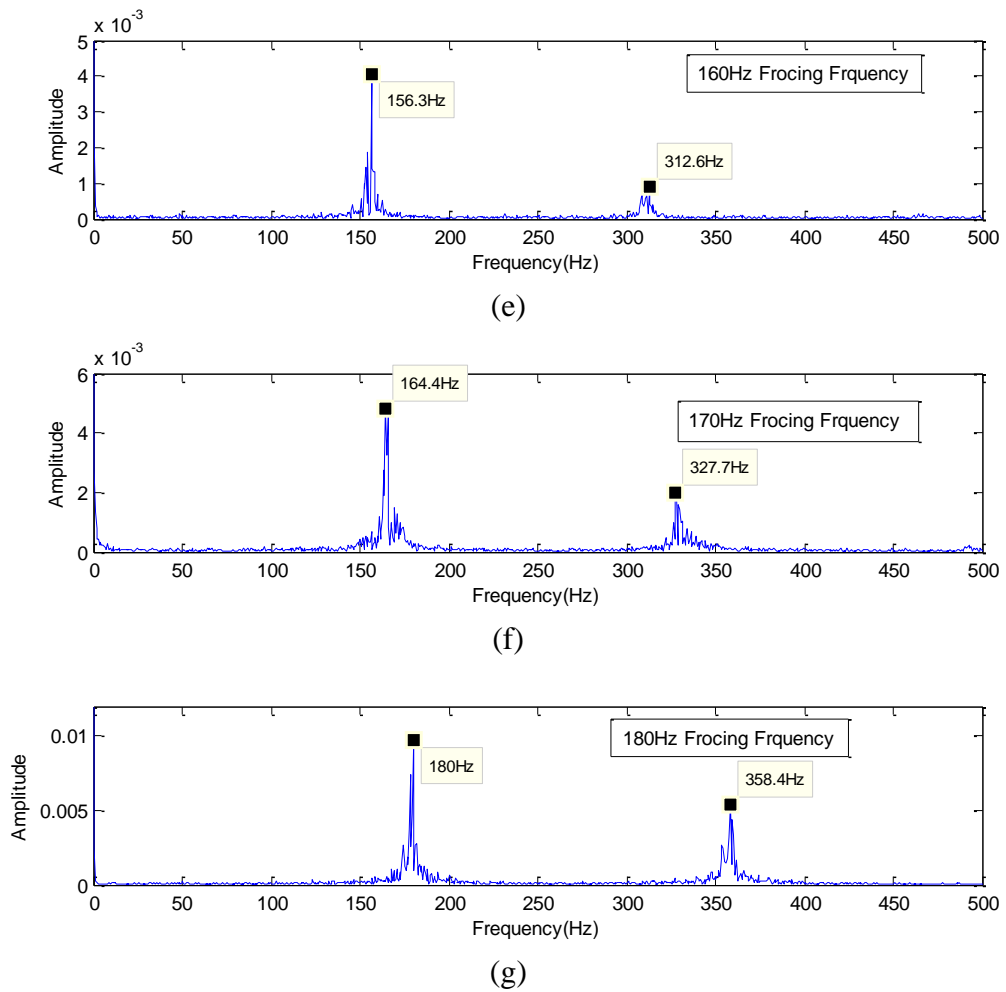 x 10-3
5
4
3
2
1
0
Amplitude
160Hz Frocing Frquency
156.3Hz
312.6Hz
0 50 100 150 200 250 300 350 400 450 500
Frequency(Hz)
(e)
x 10-3
6
4
2
0
Amplitude
164.4Hz
170Hz Frocing Frquency
327.7Hz
0 50 100 150 200 250 300 350 400 450 500
Frequency(Hz)
(f)
0.01
0.005
0
Amplitude
180Hz Frocing Frquency
180Hz
358.4Hz
0 50 100 150 200 250 300 350 400 450 500
Frequency(Hz)
(g)